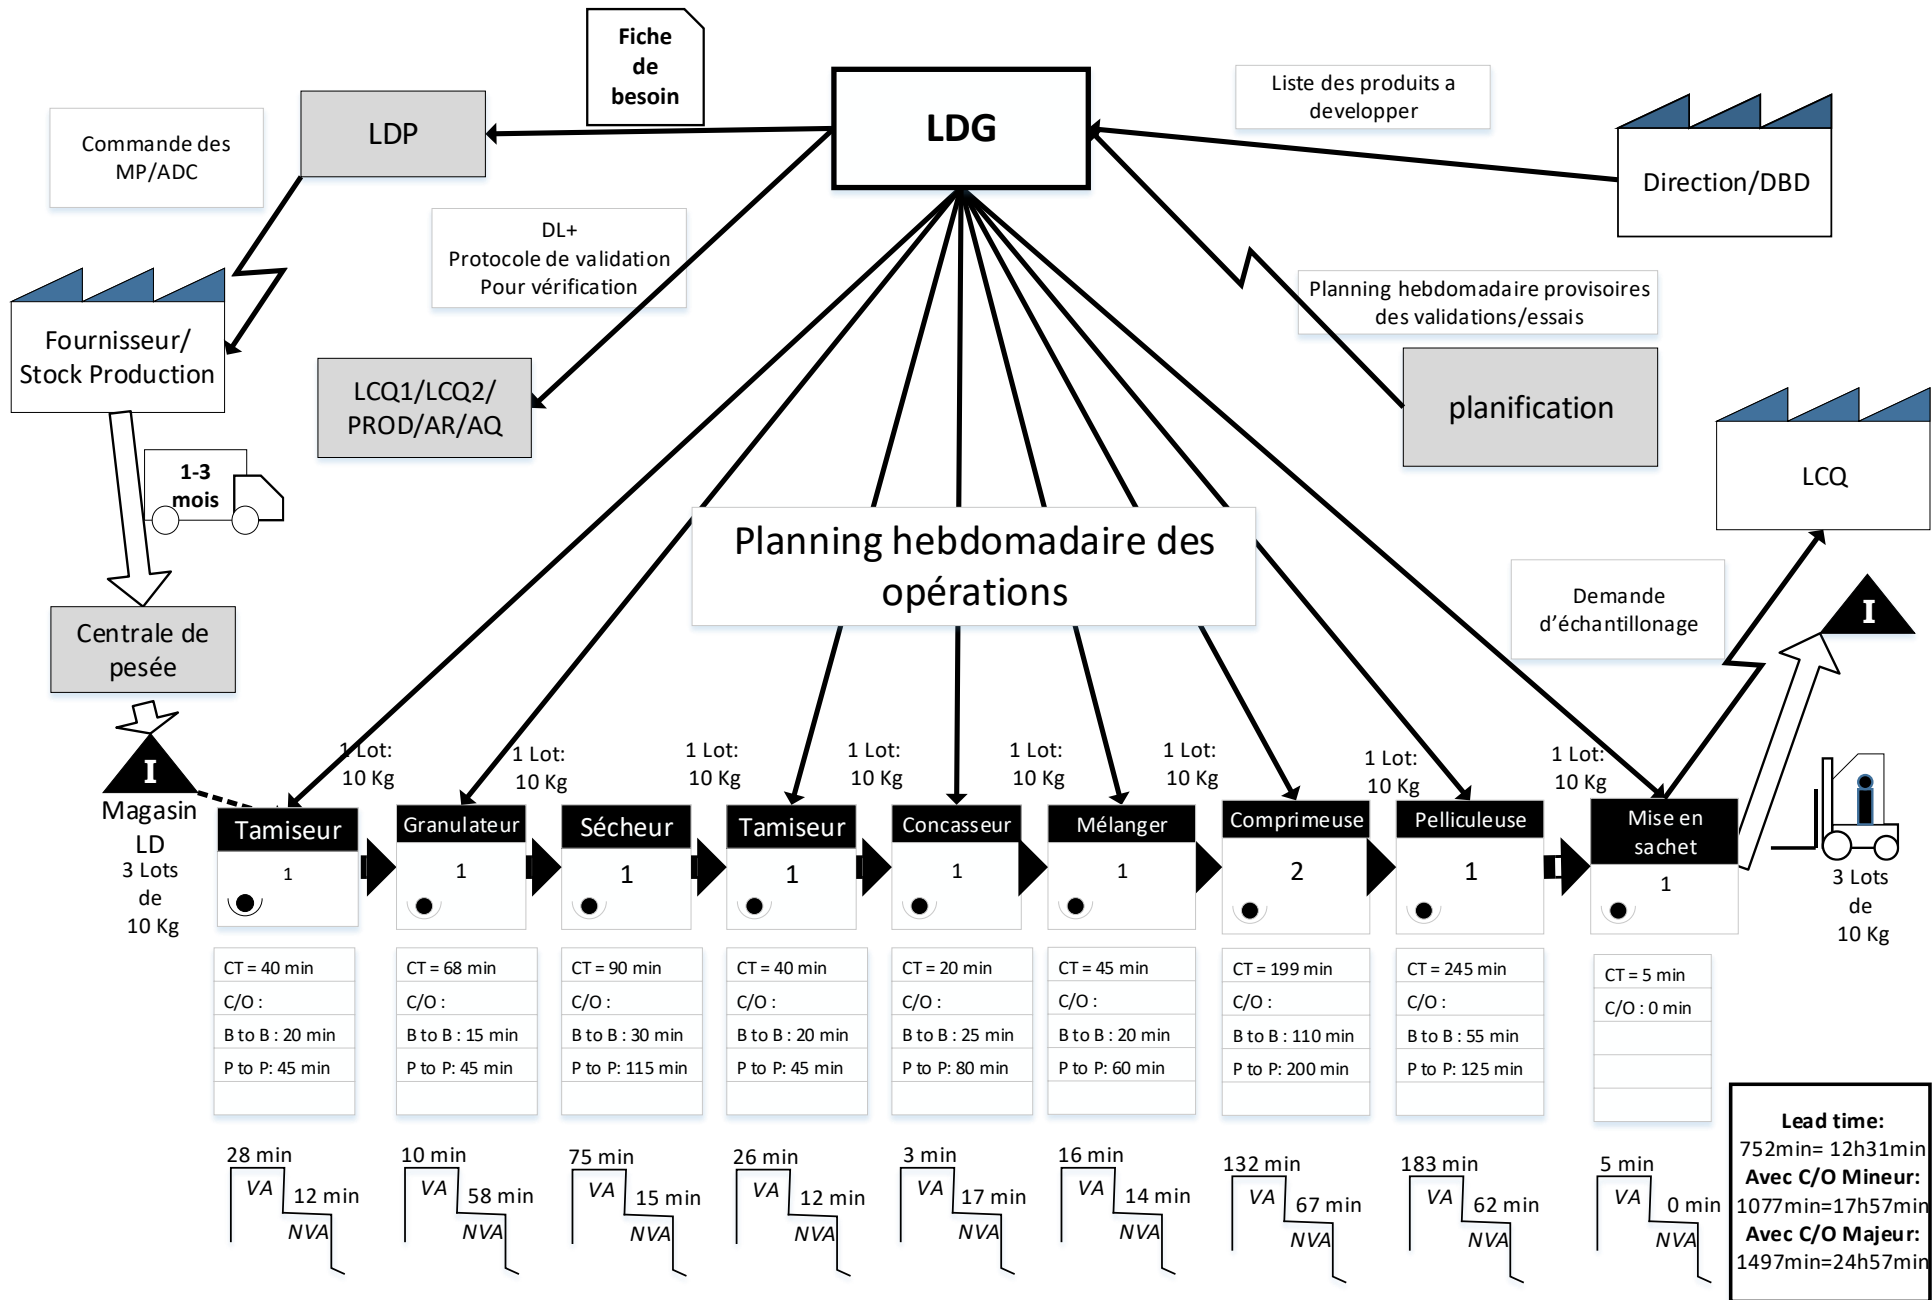 Fiche
de
besoin
LDG
Liste des produits a
developper
Direction/DBD
LDP
Commande des
MP/ADC
DL+
Protocole de validation
Pour vérification
Planning hebdomadaire provisoires
des validations/essais
Fournisseur/
Stock Production
LCQ1/LCQ2/
PROD/AR/AQ
planification
LCQ
1-3
mois
Planning hebdomadaire des
opérations
Demande
d'échantillonage
I
Centrale de
pesée
I
Magasin
LD
3 Lots
de
10 Kg
1 Lot:
10 Kg
1 Lot:
10 Kg
1 Lot:
10 Kg
1 Lot:
10 Kg
1 Lot:
10 Kg
1 Lot:
10 Kg
1 Lot:
10 Kg
1 Lot:
10 Kg
3 Lots
de
10 Kg
Tamiseur
1
Granulateur
1
Sécheur
1
Tamiseur
1
Concasseur
1
Mélanger
1
Comprimeuse
2
Pelliculeuse
1
Mise en
sachet
1
CT = 40 min
C/O :
B to B : 20 min
P to P: 45 min
CT = 68 min
C/O :
B to B : 15 min
P to P: 45 min
CT = 90 min
C/O :
B to B : 30 min
P to P: 115 min
CT = 40 min
C/O :
B to B : 20 min
P to P: 45 min
CT = 20 min
C/O :
B to B : 25 min
P to P: 80 min
CT = 45 min
C/O :
B to B : 20 min
P to P: 60 min
CT = 199 min
C/O :
B to B : 110 min
P to P: 200 min
CT = 245 min
C/O :
B to B : 55 min
P to P: 125 min
CT = 5 min
C/O : 0 min
28 min
VA
12 min
NVA
10 min
VA
58 min
NVA
75 min
VA
15 min
NVA
26 min
VA
12 min
NVA
3 min
VA
17 min
NVA
16 min
VA
14 min
NVA
132 min
VA
67 min
NVA
183 min
VA
62 min
NVA
5 min
VA
0 min
NVA
Lead time:
752min= 12h31min
Avec C/O Mineur:
1077min=17h57min
Avec C/O Majeur:
1497min=24h57min